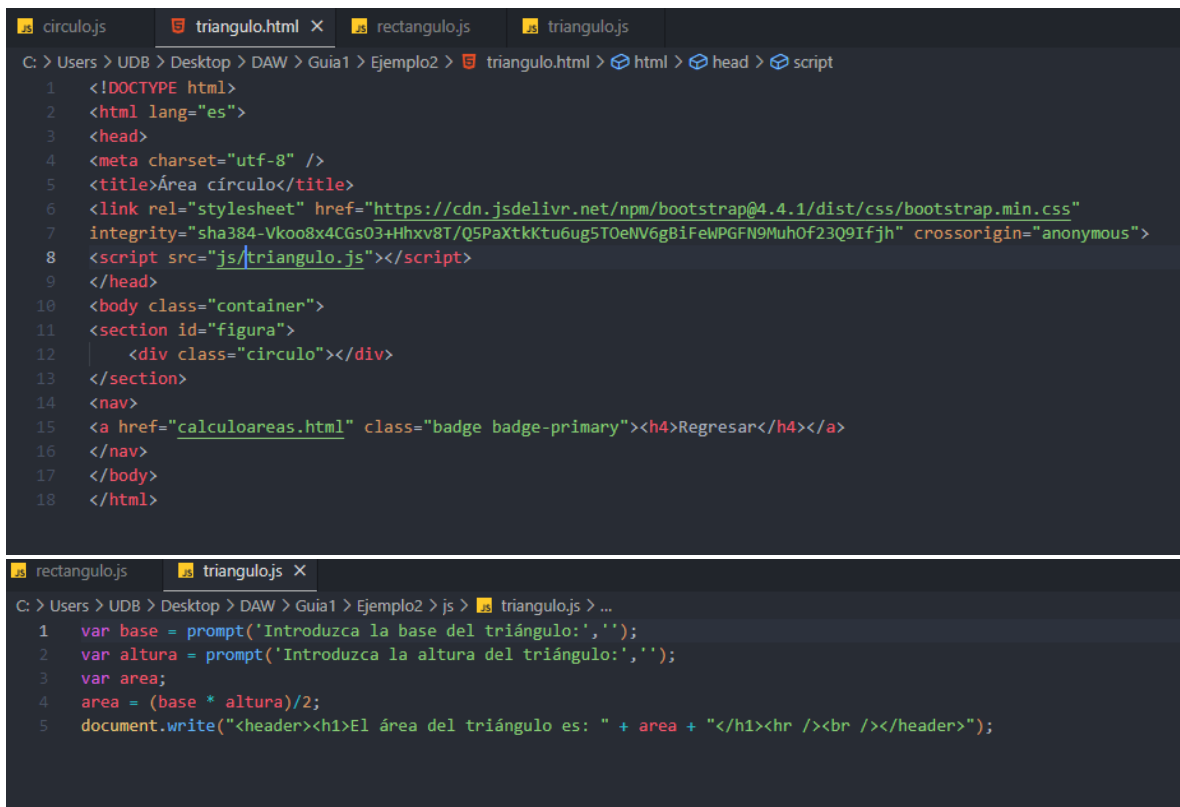 circulo.js triangulo.html × rectangulo.js triangulo.js
C: > Users > UDB > Desktop > DAW > Guia1 > Ejemplo2 > triangulo.html > html > head > script
1 <!DOCTYPE html>
2 <html lang="es">
3 <head>
4 <meta charset="utf-8" />
5 <title>Área círculo</title>
6 <link rel="stylesheet" href="https://cdn.jsdelivr.net/npm/bootstrap@4.4.1/dist/css/bootstrap.min.css"
7 integrity="sha384-Vkoo8x4CGsO3+Hhxv8T/Q5PaXtkKtu6ug5TOeNV6gBiFeWPGFN9MuhOf23Q9Ifjh" crossorigin="anonymous">
8 <script src="js/triangulo.js"></script>
9 </head>
10 <body class="container">
11 <section id="figura">
12 <div class="circulo"></div>
13 </section>
14 <nav>
15 <a href="calculoareas.html" class="badge badge-primary"><h4>Regresar</h4></a>
16 </nav>
17 </body>
18 </html>
JS rectangulo.js JS triangulo.js ×
C: > Users > UDB > Desktop > DAW > Guia1 > Ejemplo2 > js > JS triangulo.js > ...
1 var base = prompt('Introduzca la base del triángulo:','');
2 var altura = prompt('Introduzca la altura del triángulo:','');
3 var area;
4 area = (base * altura)/2;
5 document.write("<header><h1>El área del triángulo es: " + area + "</h1><hr /><br /></header>");